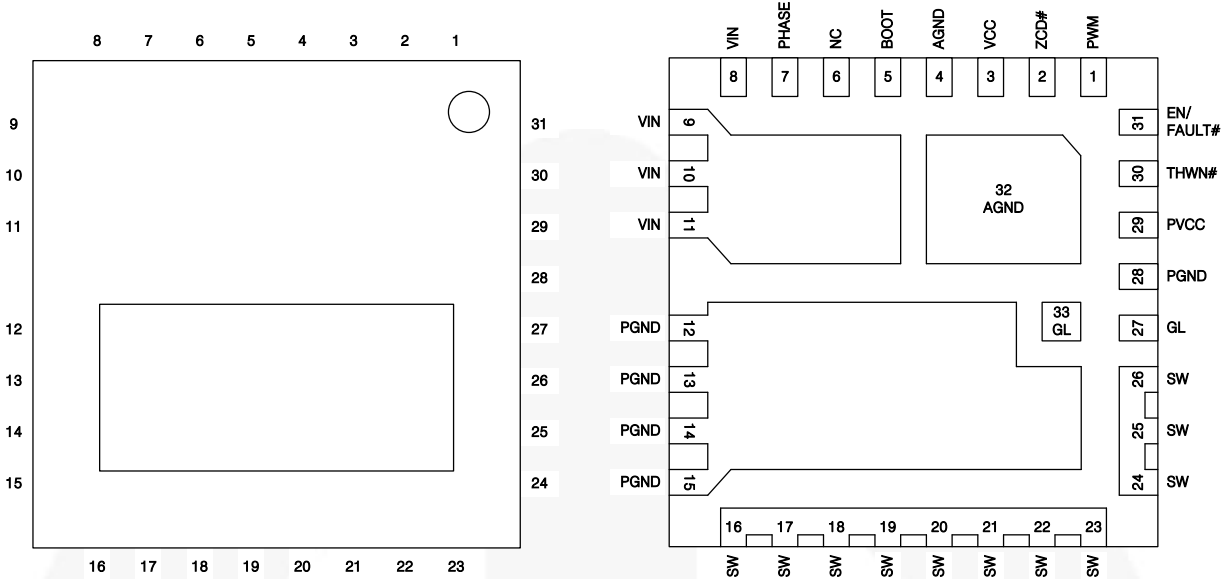 8 7 6 5 4 3 2 1
9
10
11
12
13
14
15
31
30
29
28
27
26
25
24
16 17 18 19 20 21 22 23
VIN PHASE NC BOOT AGND VCC ZCD# PWM
8 7 6 5 4 3 2 1
VIN 9
VIN 10
VIN 11
PGND 12
PGND 13
PGND 14
PGND 15
32
AGND
33
GL
31 EN/
FAULT#
30 THWN#
29 PVCC
28 PGND
27 GL
26 SW
25 SW
24 SW
16 17 18 19 20 21 22 23
SW SW SW SW SW SW SW SW